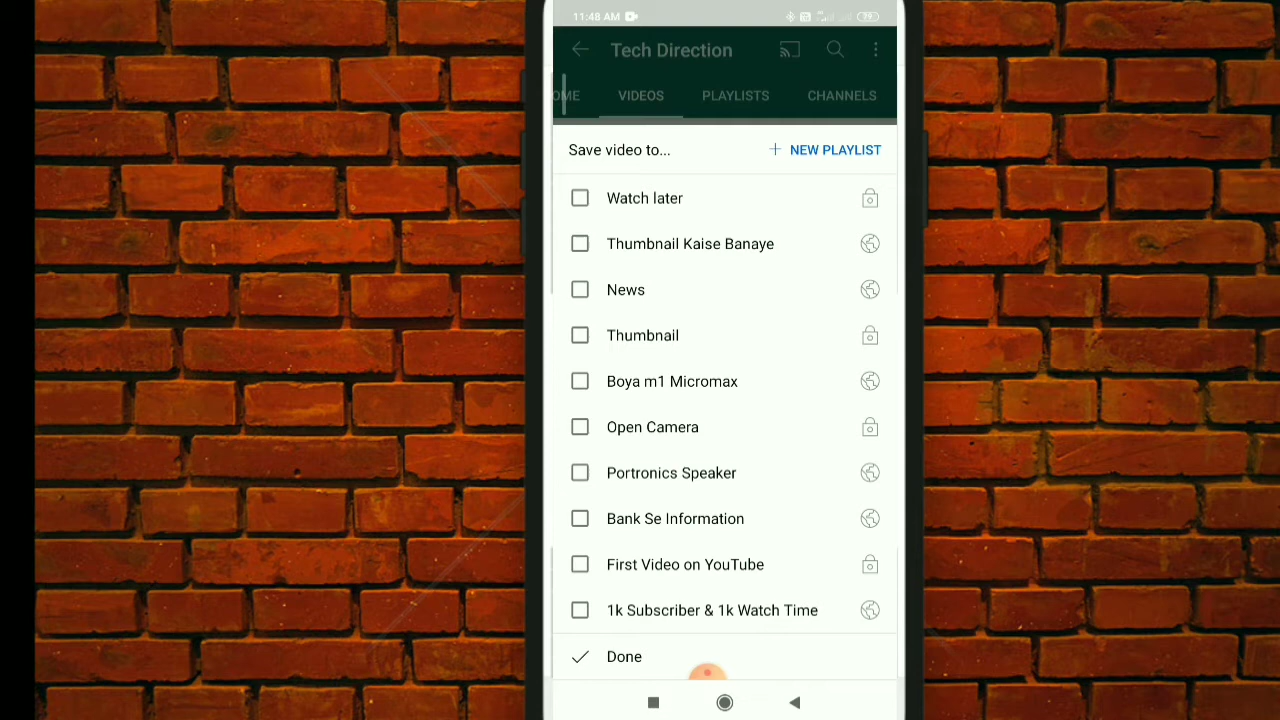 11:48 AM
Tech Direction
OME VIDEOS PLAYLISTS CHANNELS
Save video to... + NEW PLAYLIST
Watch later
Thumbnail Kaise Banaye
News
Thumbnail
Boya m1 Micromax
Open Camera
Portronics Speaker
Bank Se Information
First Video on YouTube
1k Subscriber & 1k Watch Time
Done